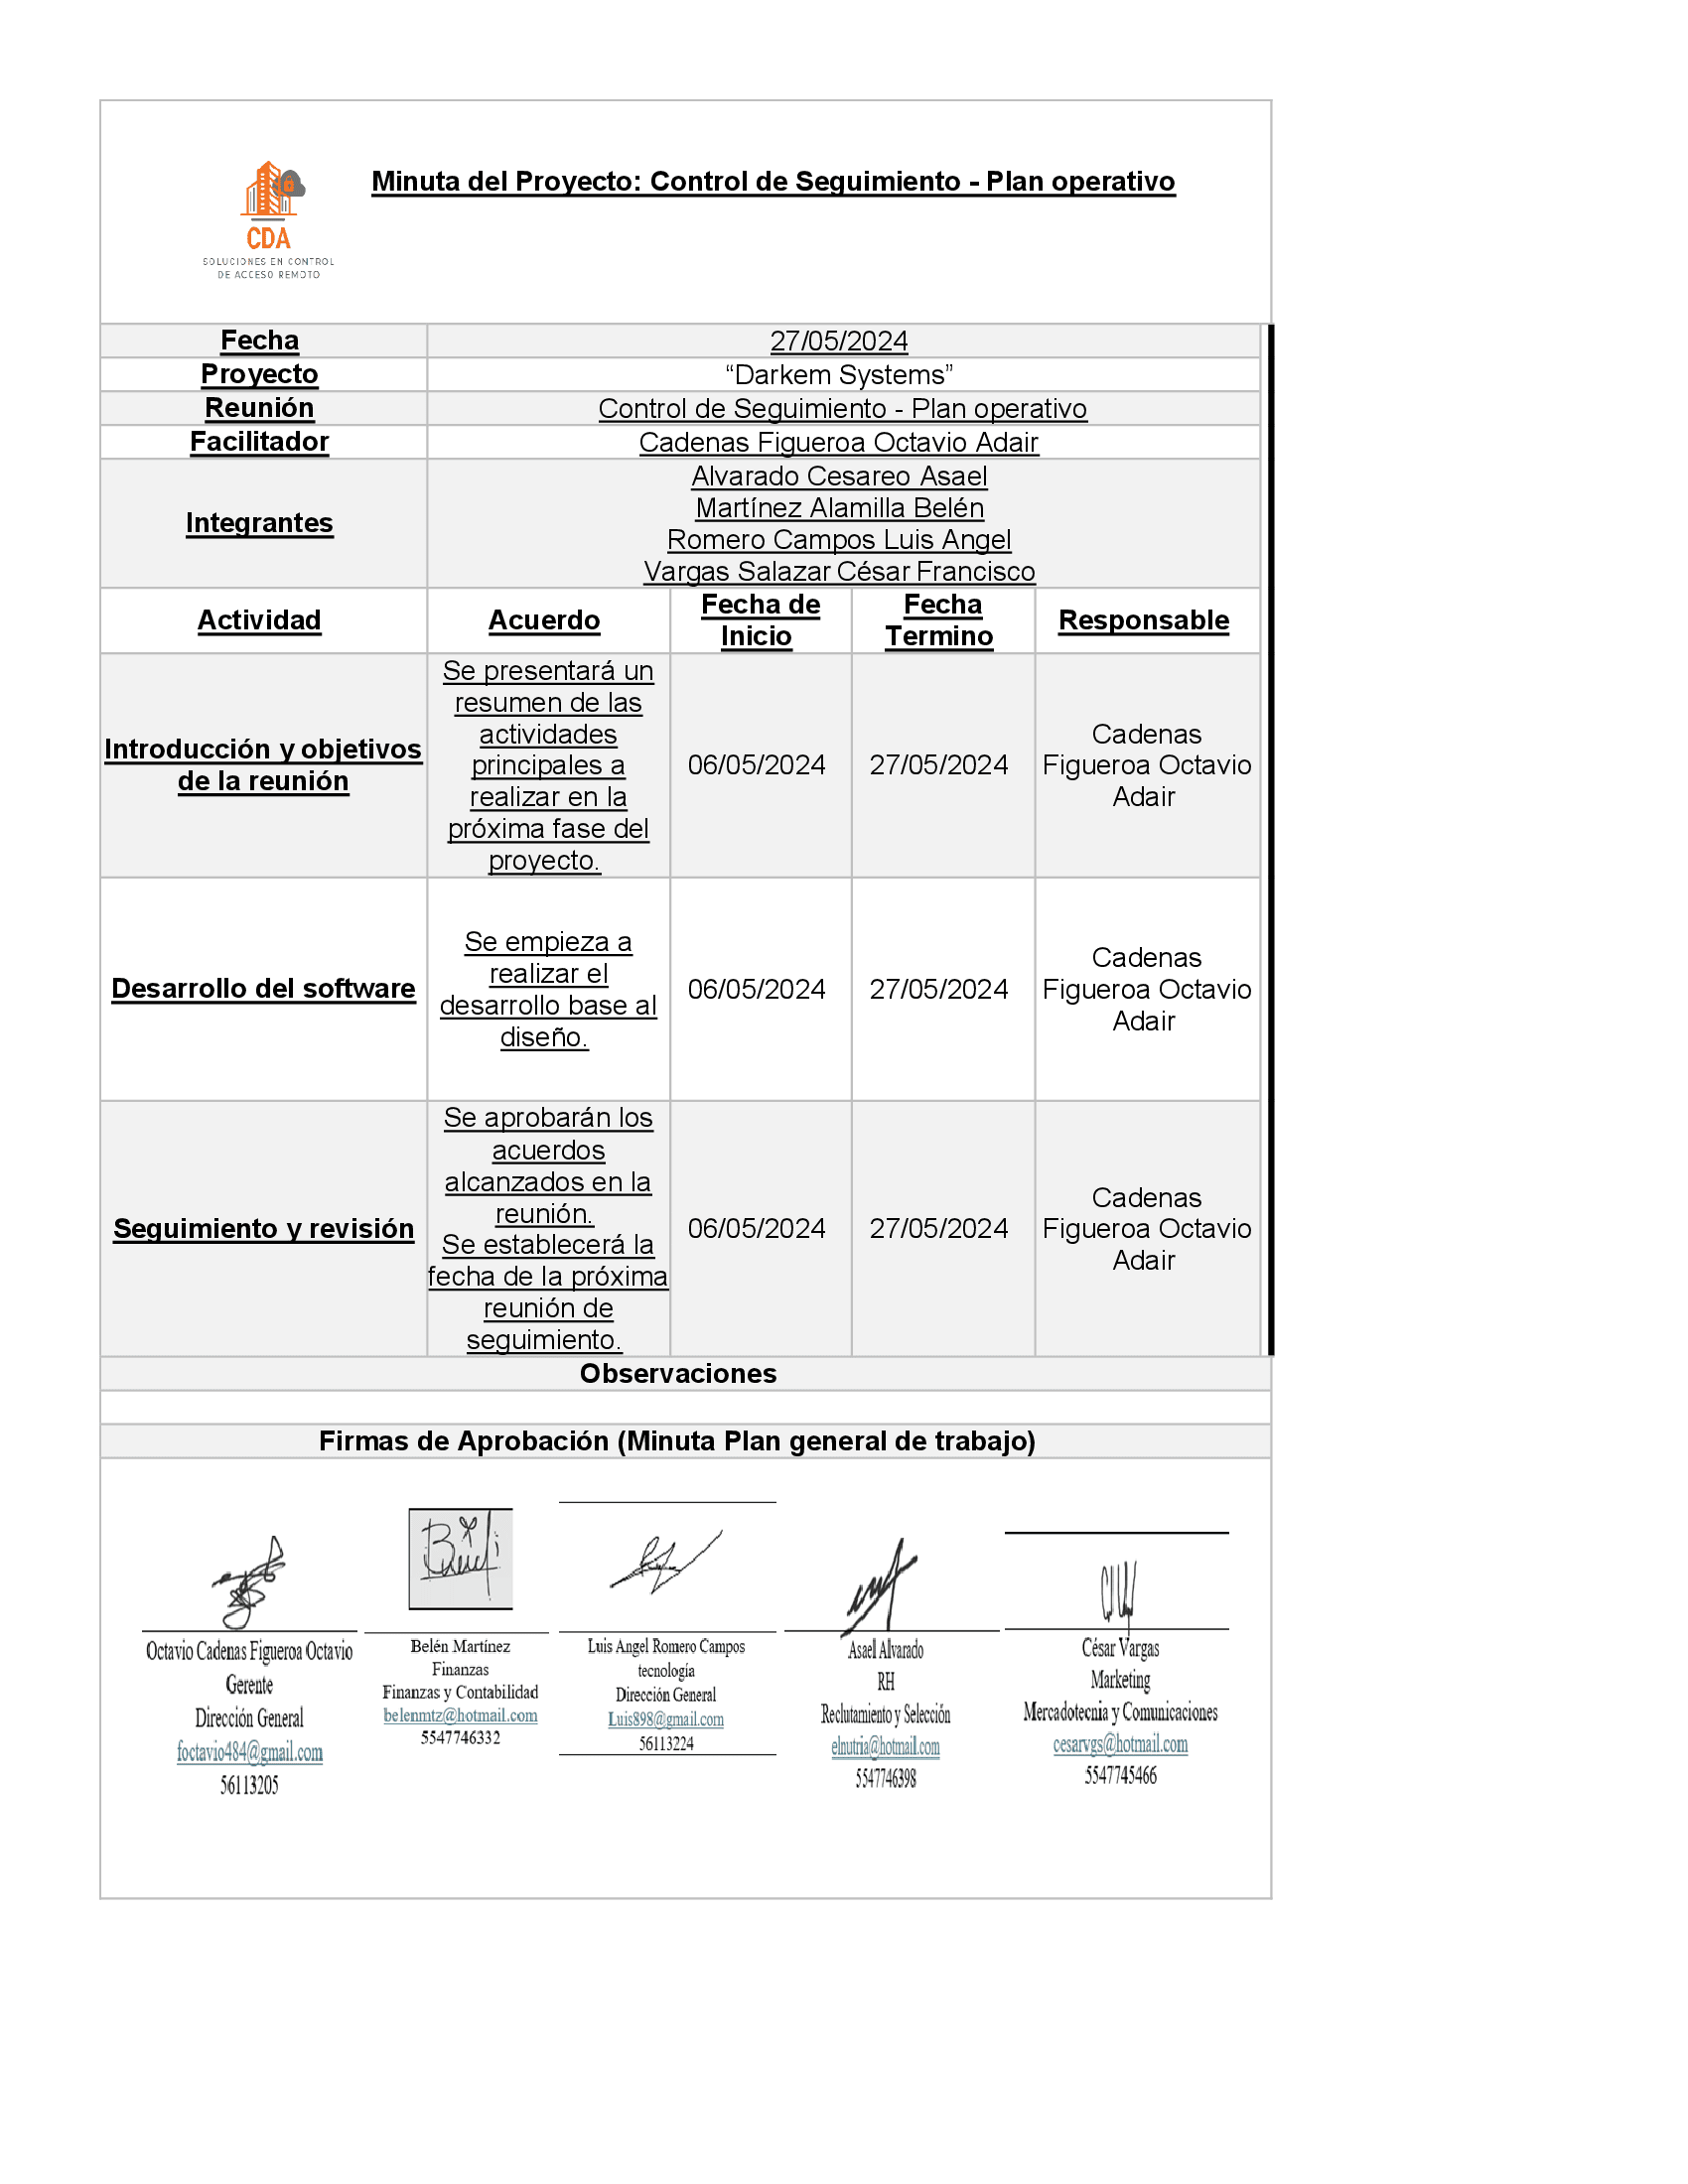 CDA
SOLUCIONES EN CONTROL
DE ACCESO REMOTO
Minuta del Proyecto: Control de Seguimiento - Plan operativo
Fecha
27/05/2024
Proyecto
“Darkem Systems”
Reunión
Control de Seguimiento - Plan operativo
Facilitador
Cadenas Figueroa Octavio Adair
Integrantes
Alvarado Cesareo Asael
Martínez Alamilla Belén
Romero Campos Luis Angel
Vargas Salazar César Francisco
Actividad
Acuerdo
Fecha de
Inicio
Fecha
Termino
Responsable
Introducción y objetivos
de la reunión
Se presentará un
resumen de las
actividades
principales a
realizar en la
próxima fase del
proyecto.
06/05/2024
27/05/2024
Cadenas
Figueroa Octavio
Adair
Desarrollo del software
Se empieza a
realizar el
desarrollo base al
diseño.
06/05/2024
27/05/2024
Cadenas
Figueroa Octavio
Adair
Seguimiento y revisión
Se aprobarán los
acuerdos
alcanzados en la
reunión.
Se establecerá la
fecha de la próxima
reunión de
seguimiento.
06/05/2024
27/05/2024
Cadenas
Figueroa Octavio
Adair
Observaciones
Firmas de Aprobación (Minuta Plan general de trabajo)
Octavio Cadenas Figueroa Octavio
Gerente
Dirección General
foctavio484@gmail.com
56113205
Belén Martínez
Finanzas
Finanzas y Contabilidad
belenmtz@hotmail.com
5547746332
Luis Angel Romero Campos
tecnología
Dirección General
Luis898@gmail.com
56113224
Asael Alvarado
RH
Reclutamiento y Selección
elnutria@hotmail.com
5547746398
César Vargas
Marketing
Mercadotecnia y Comunicaciones
cesarvgs@hotmail.com
5547745466